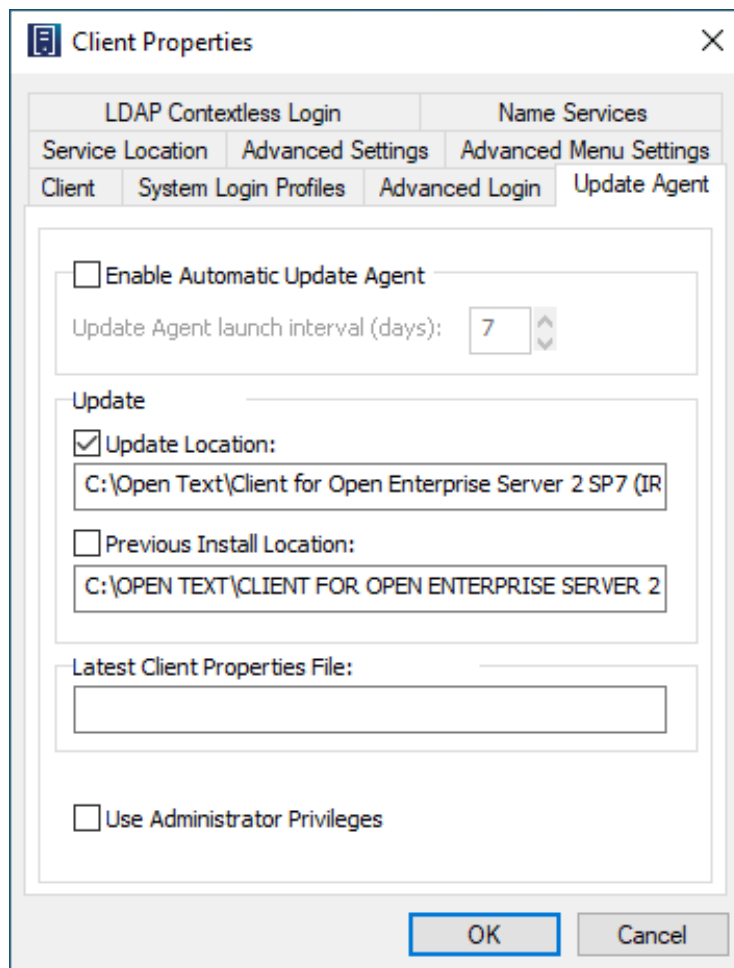 Client Properties
LDAP Contextless Login Name Services
Service Location Advanced Settings Advanced Menu Settings
Client System Login Profiles Advanced Login Update Agent
Enable Automatic Update Agent
Update Agent launch interval (days): 7
Update
Update Location:
C:\Open Text\Client for Open Enterprise Server 2 SP7 (IR
Previous Install Location:
C:\OPEN TEXT\CLIENT FOR OPEN ENTERPRISE SERVER 2
Latest Client Properties File:
Use Administrator Privileges
OK Cancel